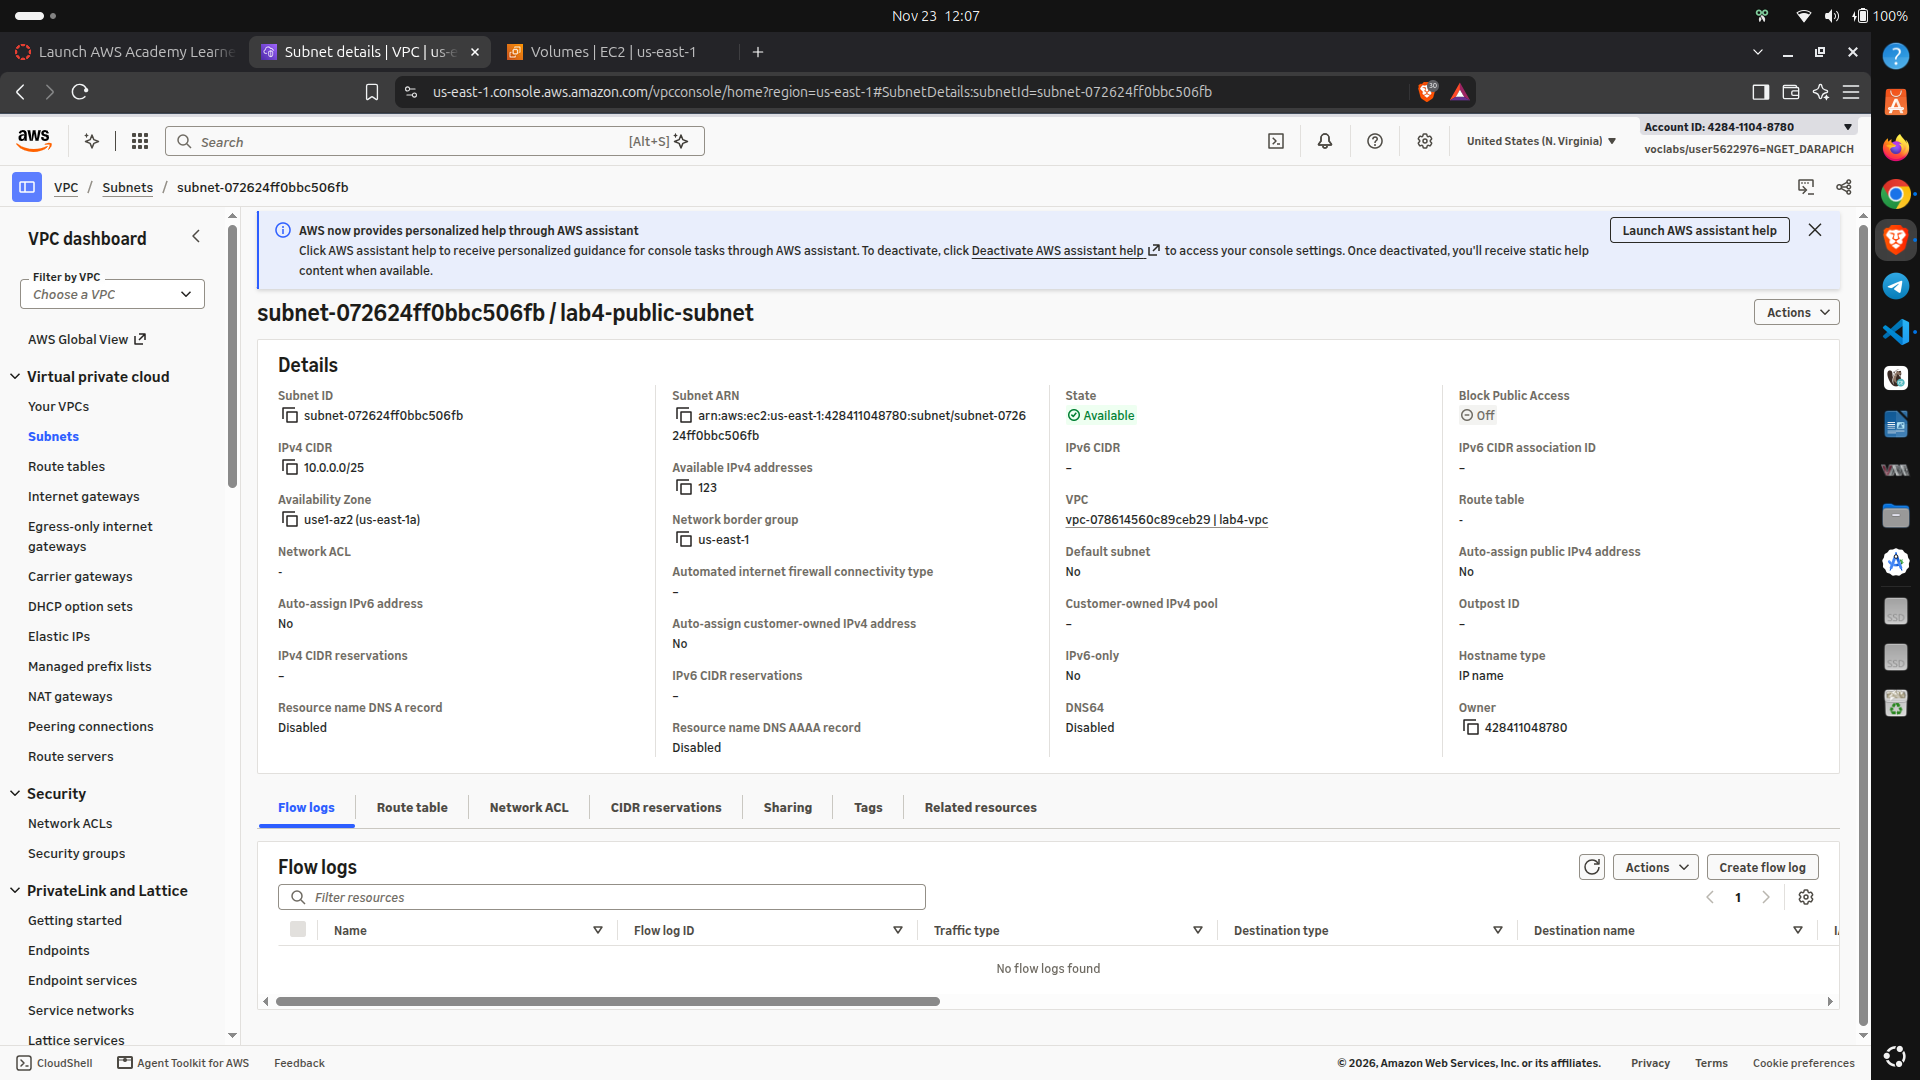 Nov 23 12:07
100%
Launch AWS Academy Learne
Subnet details | VPC | us-e
Volumes | EC2 | us-east-1
us-east-1.console.aws.amazon.com/vpcconsole/home?region=us-east-1#SubnetDetails:subnetId=subnet-072624ff0bbc506fb
30
aws
Search
[Alt+S]
United States (N. Virginia)
Account ID: 4284-1104-8780
voclabs/user5622976=NGET_DARAPICH
VPC / Subnets / subnet-072624ff0bbc506fb
VPC dashboard
Filter by VPC
Choose a VPC
AWS Global View
Virtual private cloud
Your VPCs
Subnets
Route tables
Internet gateways
Egress-only internet
gateways
Carrier gateways
DHCP option sets
Elastic IPs
Managed prefix lists
NAT gateways
Peering connections
Route servers
Security
Network ACLs
Security groups
PrivateLink and Lattice
Getting started
Endpoints
Endpoint services
Service networks
Lattice services
AWS now provides personalized help through AWS assistant
Click AWS assistant help to receive personalized guidance for console tasks through AWS assistant. To deactivate, click Deactivate AWS assistant help to access your console settings. Once deactivated, you'll receive static help
content when available.
Launch AWS assistant help
subnet-072624ff0bbc506fb / lab4-public-subnet
Actions
Details
Subnet ID
subnet-072624ff0bbc506fb
IPv4 CIDR
10.0.0.0/25
Availability Zone
use1-az2 (us-east-1a)
Network ACL
-
Auto-assign IPv6 address
No
IPv4 CIDR reservations
–
Resource name DNS A record
Disabled
Subnet ARN
arn:aws:ec2:us-east-1:428411048780:subnet/subnet-0726
24ff0bbc506fb
Available IPv4 addresses
123
Network border group
us-east-1
Automated internet firewall connectivity type
–
Auto-assign customer-owned IPv4 address
No
IPv6 CIDR reservations
–
Resource name DNS AAAA record
Disabled
State
Available
IPv6 CIDR
–
VPC
vpc-078614560c89ceb29 | lab4-vpc
Default subnet
No
Customer-owned IPv4 pool
–
IPv6-only
No
DNS64
Disabled
Block Public Access
Off
IPv6 CIDR association ID
–
Route table
-
Auto-assign public IPv4 address
No
Outpost ID
–
Hostname type
IP name
Owner
428411048780
Flow logs
Route table
Network ACL
CIDR reservations
Sharing
Tags
Related resources
Flow logs
Actions
Create flow log
Filter resources
1
Name
Flow log ID
Traffic type
Destination type
Destination name
No flow logs found
CloudShell
Agent Toolkit for AWS
Feedback
© 2026, Amazon Web Services, Inc. or its affiliates.
Privacy
Terms
Cookie preferences